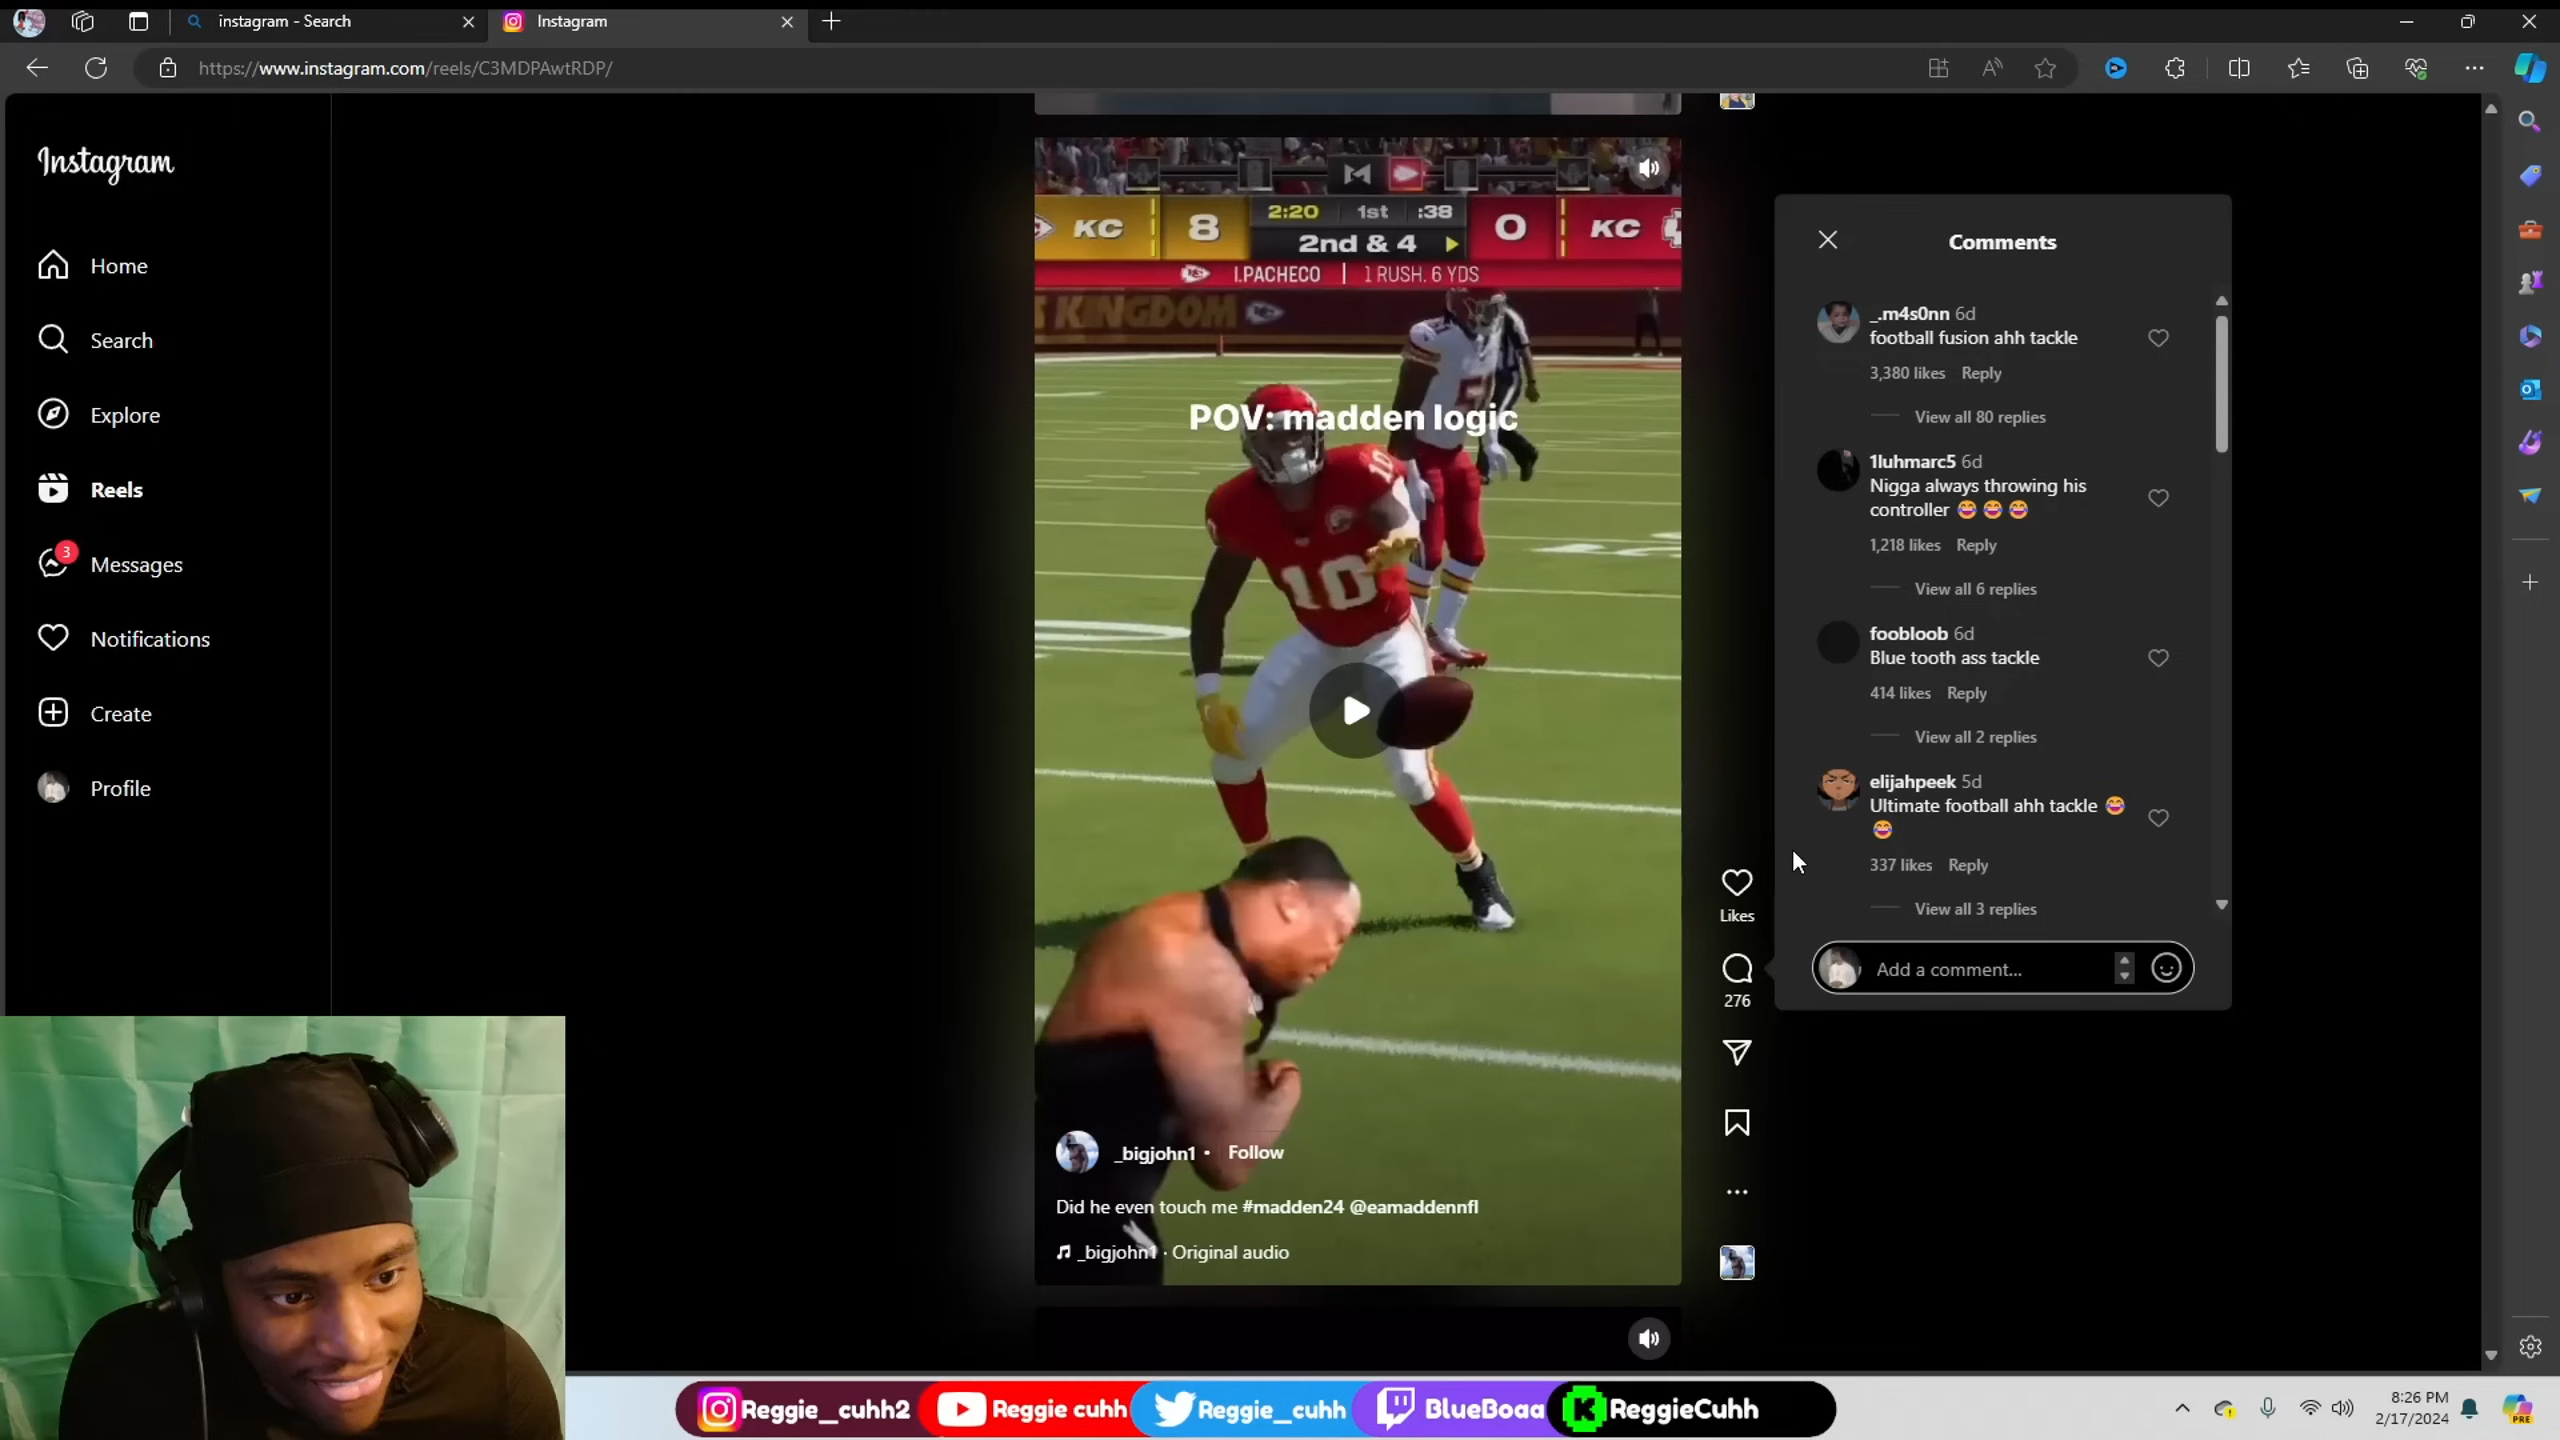 instagram - Search
Instagram
https://www.instagram.com/reels/C3MDPAwtRDP/
Instagram
Home
Search
Explore
Reels
3
Messages
Notifications
Create
Profile
KC 8 2:20 1st :38 0 KC
2nd & 4
I.PACHECO | 1 RUSH. 6 YDS
KINGDOM
POV: madden logic
10
10
_bigjohn1 • Follow
Did he even touch me #madden24 @eamaddennfl
_bigjohn1 · Original audio
Likes
276
Comments
_.m4s0nn 6d
football fusion ahh tackle
3,380 likes Reply
View all 80 replies
1luhmarc5 6d
Nigga always throwing his
controller 😂 😂 😂
1,218 likes Reply
View all 6 replies
foobloob 6d
Blue tooth ass tackle
414 likes Reply
View all 2 replies
elijahpeek 5d
Ultimate football ahh tackle 😂
😂
337 likes Reply
View all 3 replies
Add a comment...
Reggie_cuhh2
Reggie cuhh
Reggie_cuhh
BlueBoaa
ReggieCuhh
8:26 PM
2/17/2024
PRE